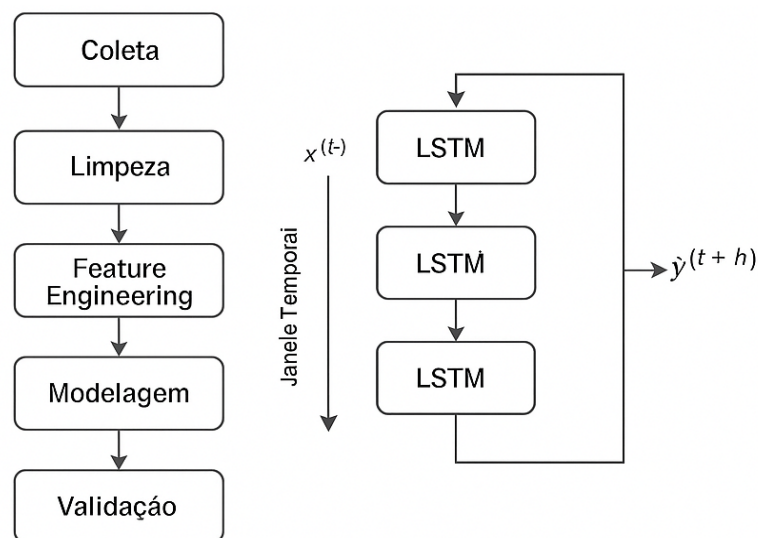 Coleta
Limpeza
Feature
Engineering
Modelagem
Validaçáo
x(t-)
Janele Temporai
LSTM
LSTṀ
LSTM
ŷ(t + h)